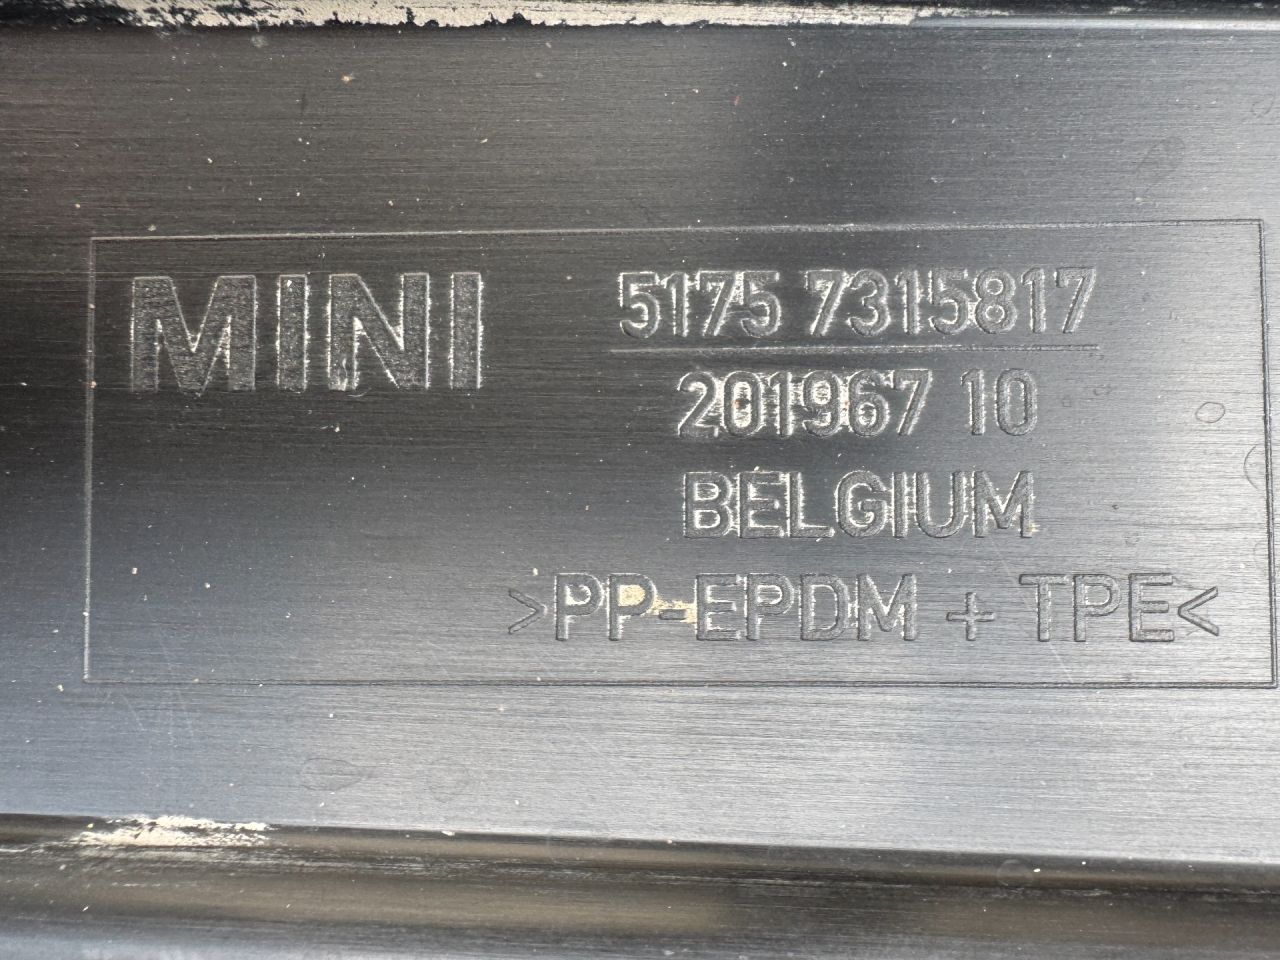 MINI
5175 7315817
201967 10
BELGIUM
>PP-EPDM + TPE<